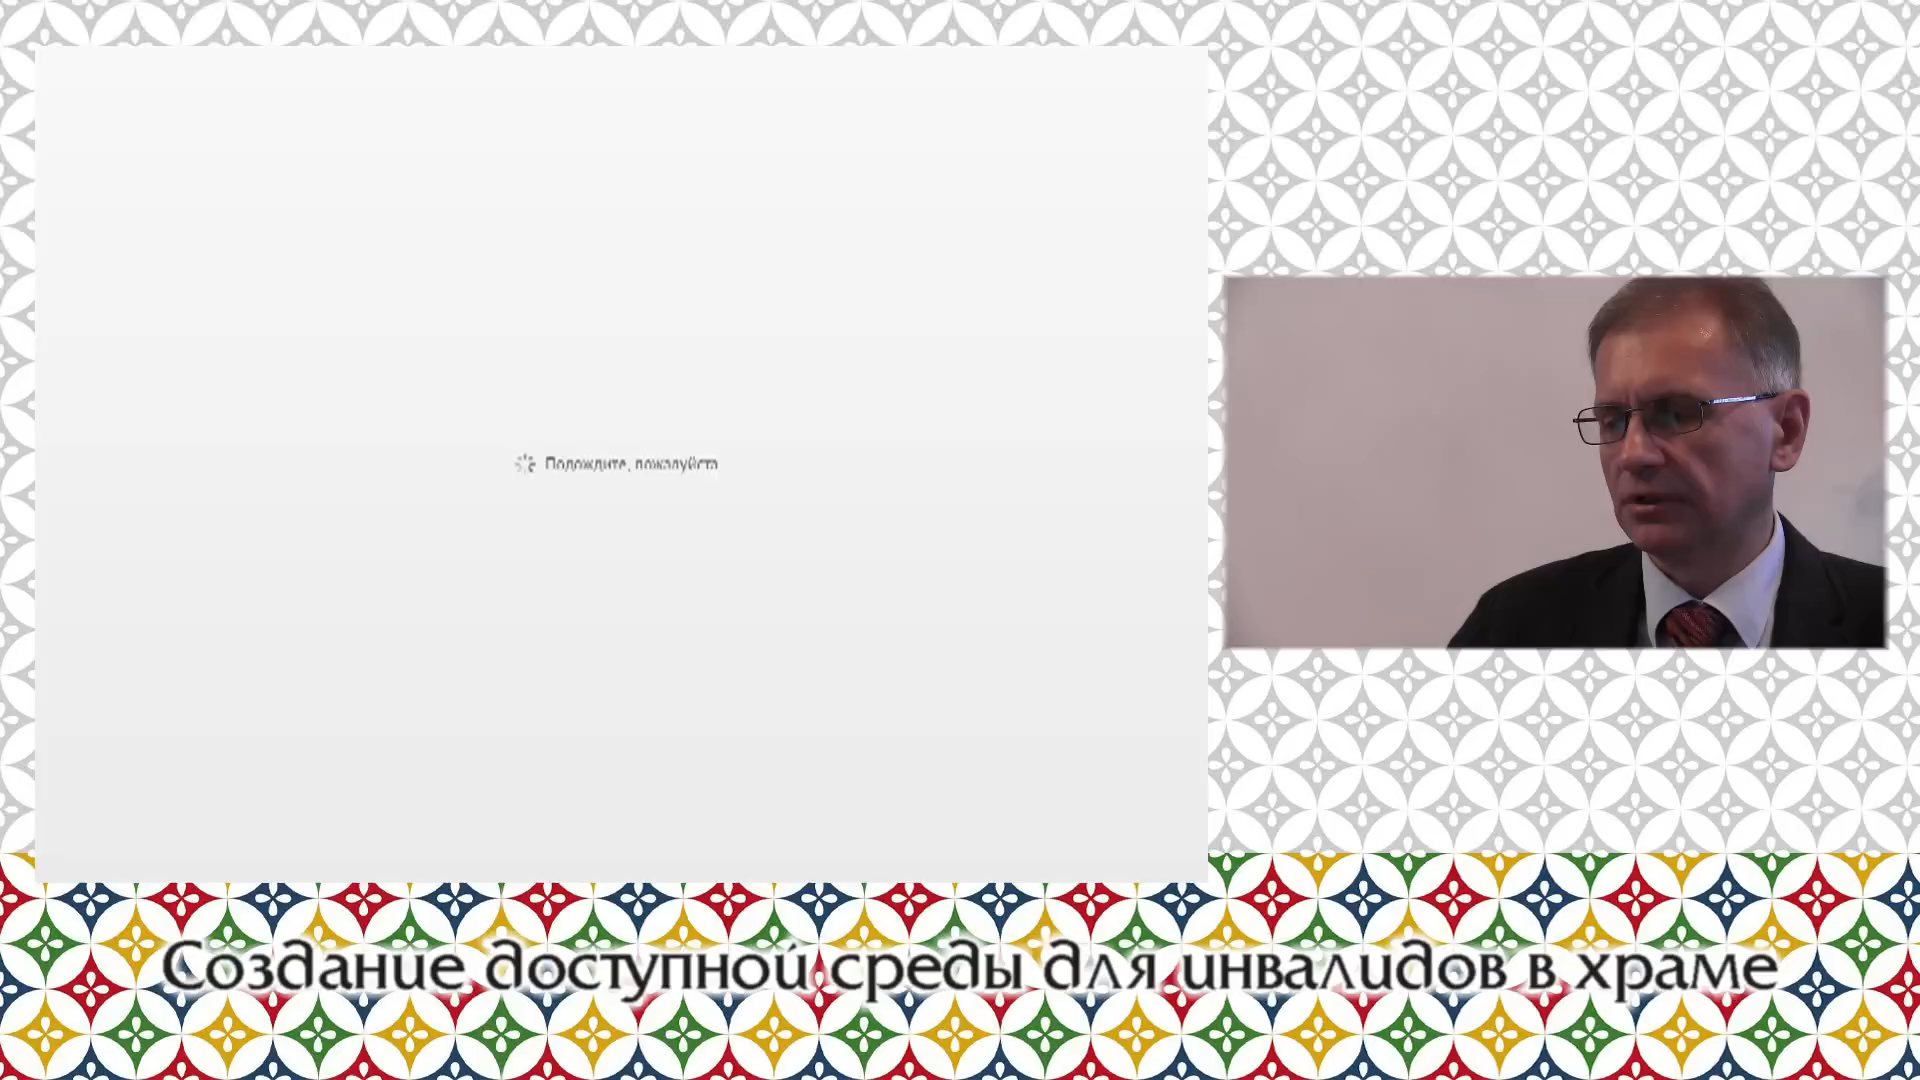 Подождите, пожалуйста
Создание доступной среды для инвалидов в храме